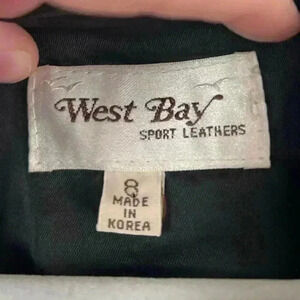 West Bay
SPORT LEATHERS
8
MADE
IN
KOREA